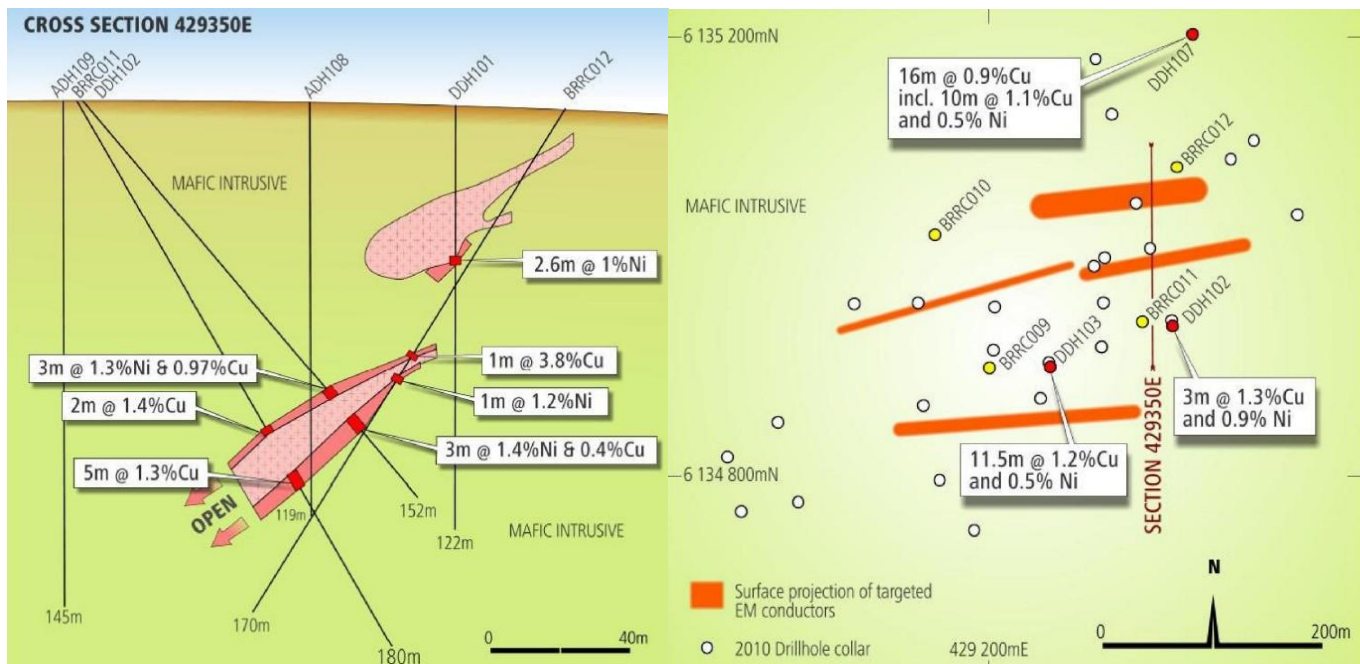 CROSS SECTION 429350E
ADH109
BRRC011
DDH102
ADH108
DDH101
BRRC012
MAFIC INTRUSIVE
2.6m @ 1%Ni
3m @ 1.3%Ni & 0.97%Cu
1m @ 3.8%Cu
2m @ 1.4%Cu
1m @ 1.2%Ni
3m @ 1.4%Ni & 0.4%Cu
5m @ 1.3%Cu
OPEN
119m
152m
122m
MAFIC INTRUSIVE
145m
170m
180m
0 40m
6 135 200mN
DDH107
16m @ 0.9%Cu
incl. 10m @ 1.1%Cu
and 0.5% Ni
BRRC012
MAFIC INTRUSIVE
BRRC010
BRRC011
DDH102
BRRC009
DDH103
3m @ 1.3%Cu
and 0.9% Ni
11.5m @ 1.2%Cu
and 0.5% Ni
6 134 800mN
SECTION 429350E
Surface projection of targeted
EM conductors
2010 Drillhole collar
429 200mE
N
0 200m